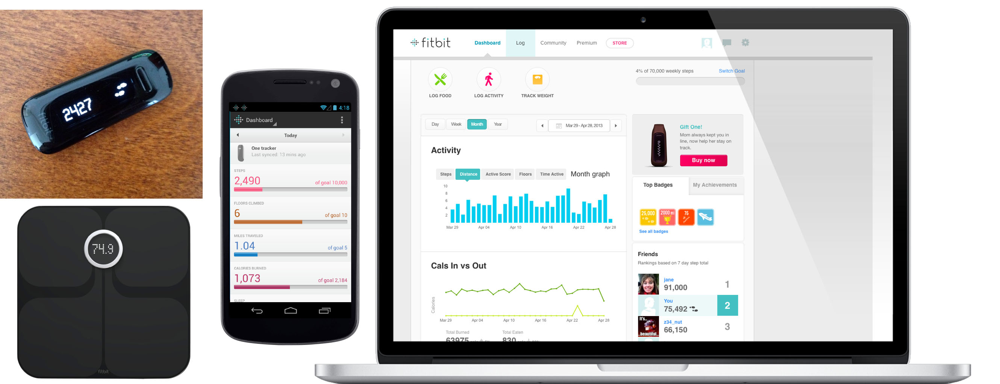 2427
fitbit
74.9
fitbit
4:18
Dashboard
Today
One tracker
Last synced: 13 mins ago
STEPS
2,490 of goal 10,000
FLOORS CLIMBED
6 of goal 10
MILES TRAVELED
1.04 of goal 5
CALORIES BURNED
1,073 of goal 2,184
SLEEP
fitbit Dashboard Log Community Premium STORE
LOG FOOD LOG ACTIVITY TRACK WEIGHT
4% of 70,000 weekly steps Switch Goal
Day Week Month Year Mar 29 - Apr 28, 2013
Activity
Steps Distance Active Score Floors Time Active Month graph
10
8
6
4
2
Mar 29 Apr 04 Apr 10 Apr 16 Apr 22 Apr 28
Cals In vs Out
Calories
Mar 29 Apr 04 Apr 10 Apr 16 Apr 22 Apr 28
Total Burned Total Eaten
63975 830
Gift One!
Mom always kept you in
line, now help her stay on
track.
Buy now
Top Badges My Achievements
25,000 2000 mi 75
See all badges
Friends
Rankings based on 7 day step total
jane
91,000 1
You
75,492 2
It's...
beautiful...
z34_nut
66,150 3